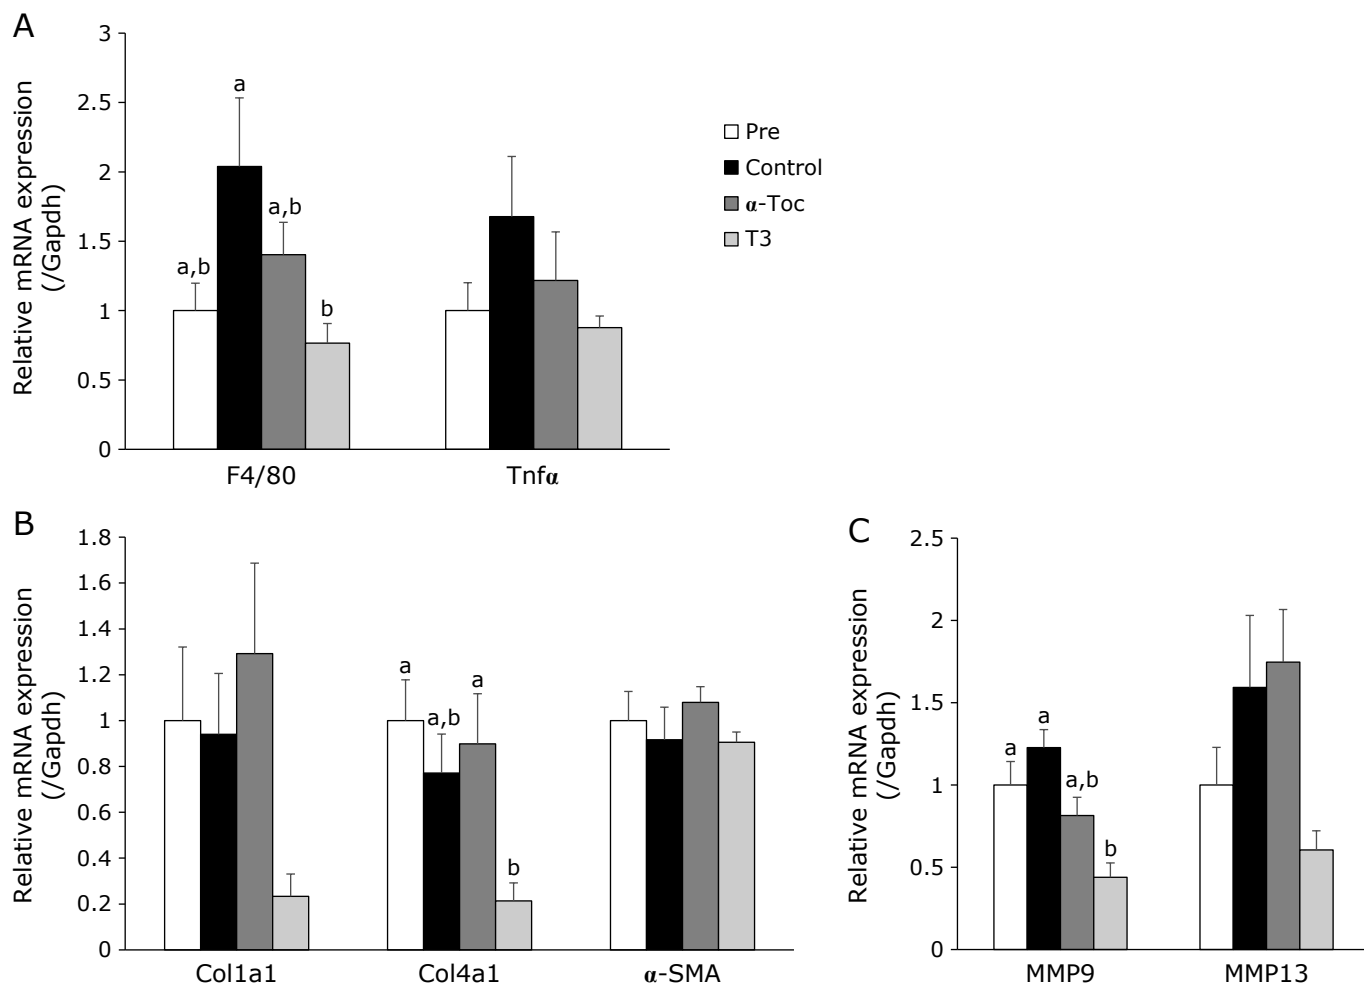 A
3
2.5
2
1.5
1
0.5
0
Relative mRNA expression
(/Gapdh)
a,b
a
a,b
b
F4/80
Tnfα
Pre
Control
α-Toc
T3
B
1.8
1.6
1.4
1.2
1
0.8
0.6
0.4
0.2
0
Relative mRNA expression
(/Gapdh)
a
a,b
a
b
Col1a1
Col4a1
α-SMA
C
2.5
2
1.5
1
0.5
0
Relative mRNA expression
(/Gapdh)
a
a
a,b
b
MMP9
MMP13